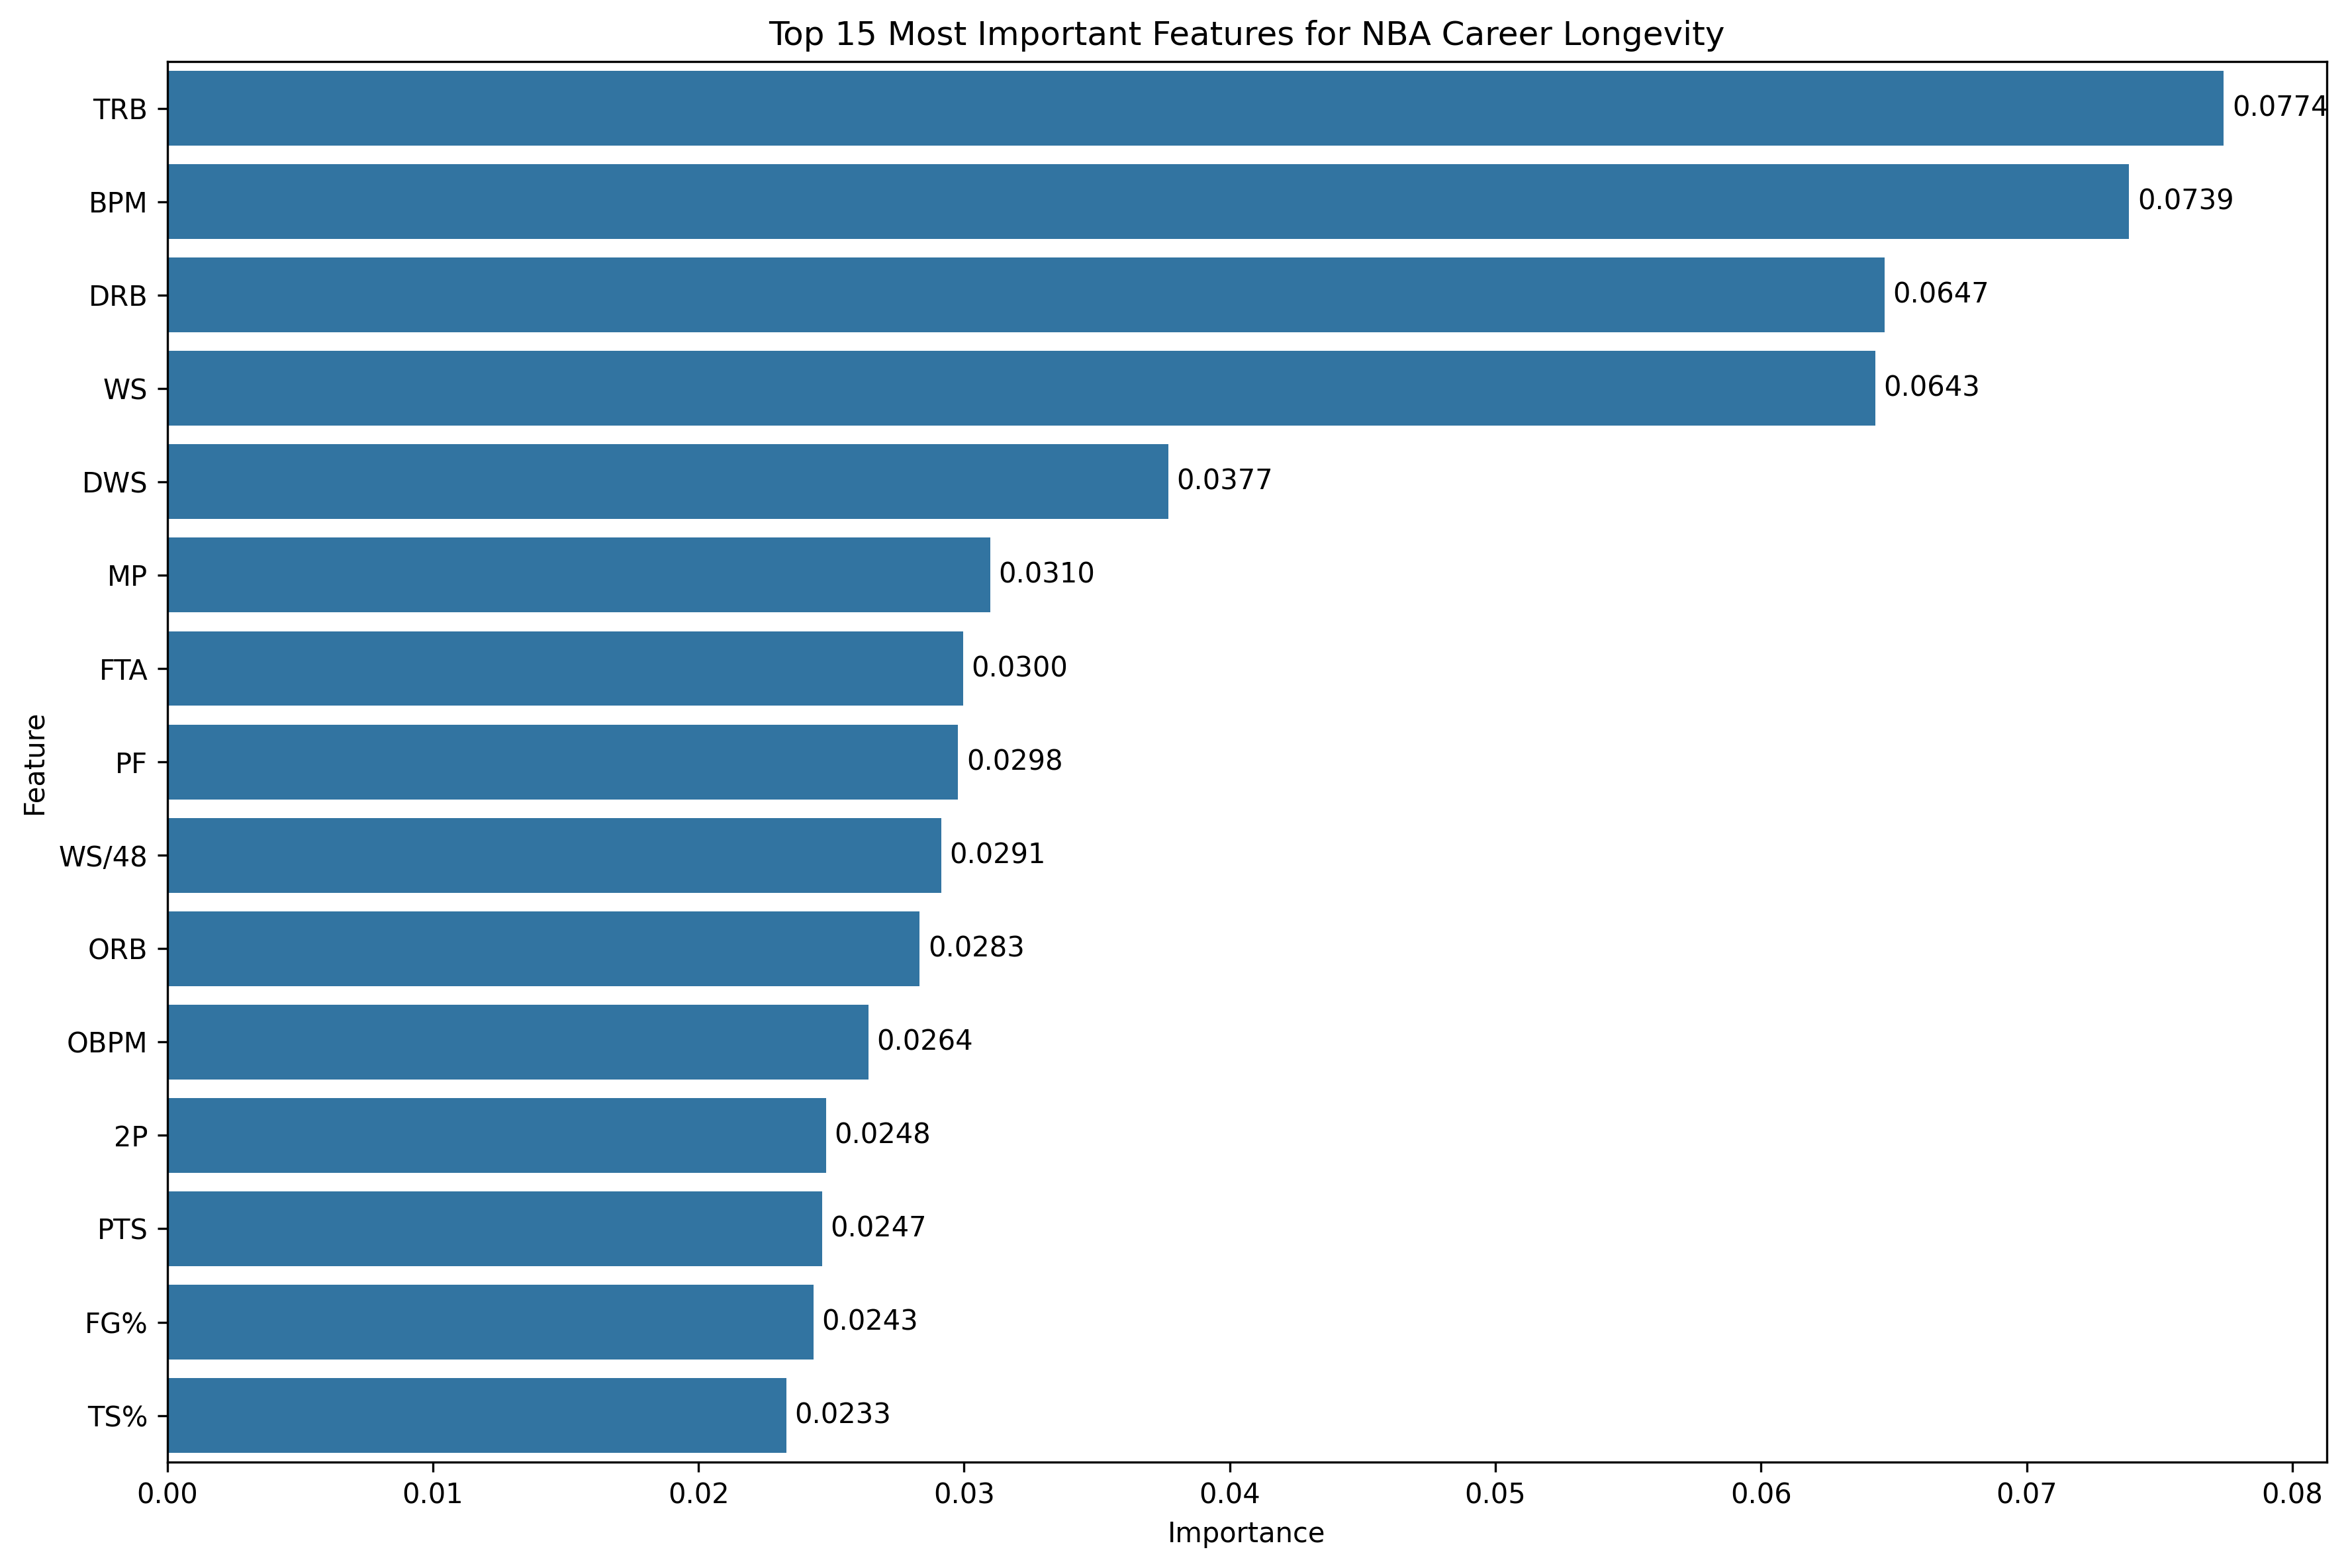 Top 15 Most Important Features for NBA Career Longevity
TRB 0.0774
BPM 0.0739
DRB 0.0647
WS 0.0643
DWS 0.0377
MP 0.0310
FTA 0.0300
PF 0.0298
WS/48 0.0291
ORB 0.0283
OBPM 0.0264
2P 0.0248
PTS 0.0247
FG% 0.0243
TS% 0.0233
Feature
0.00 0.01 0.02 0.03 0.04 0.05 0.06 0.07 0.08
Importance